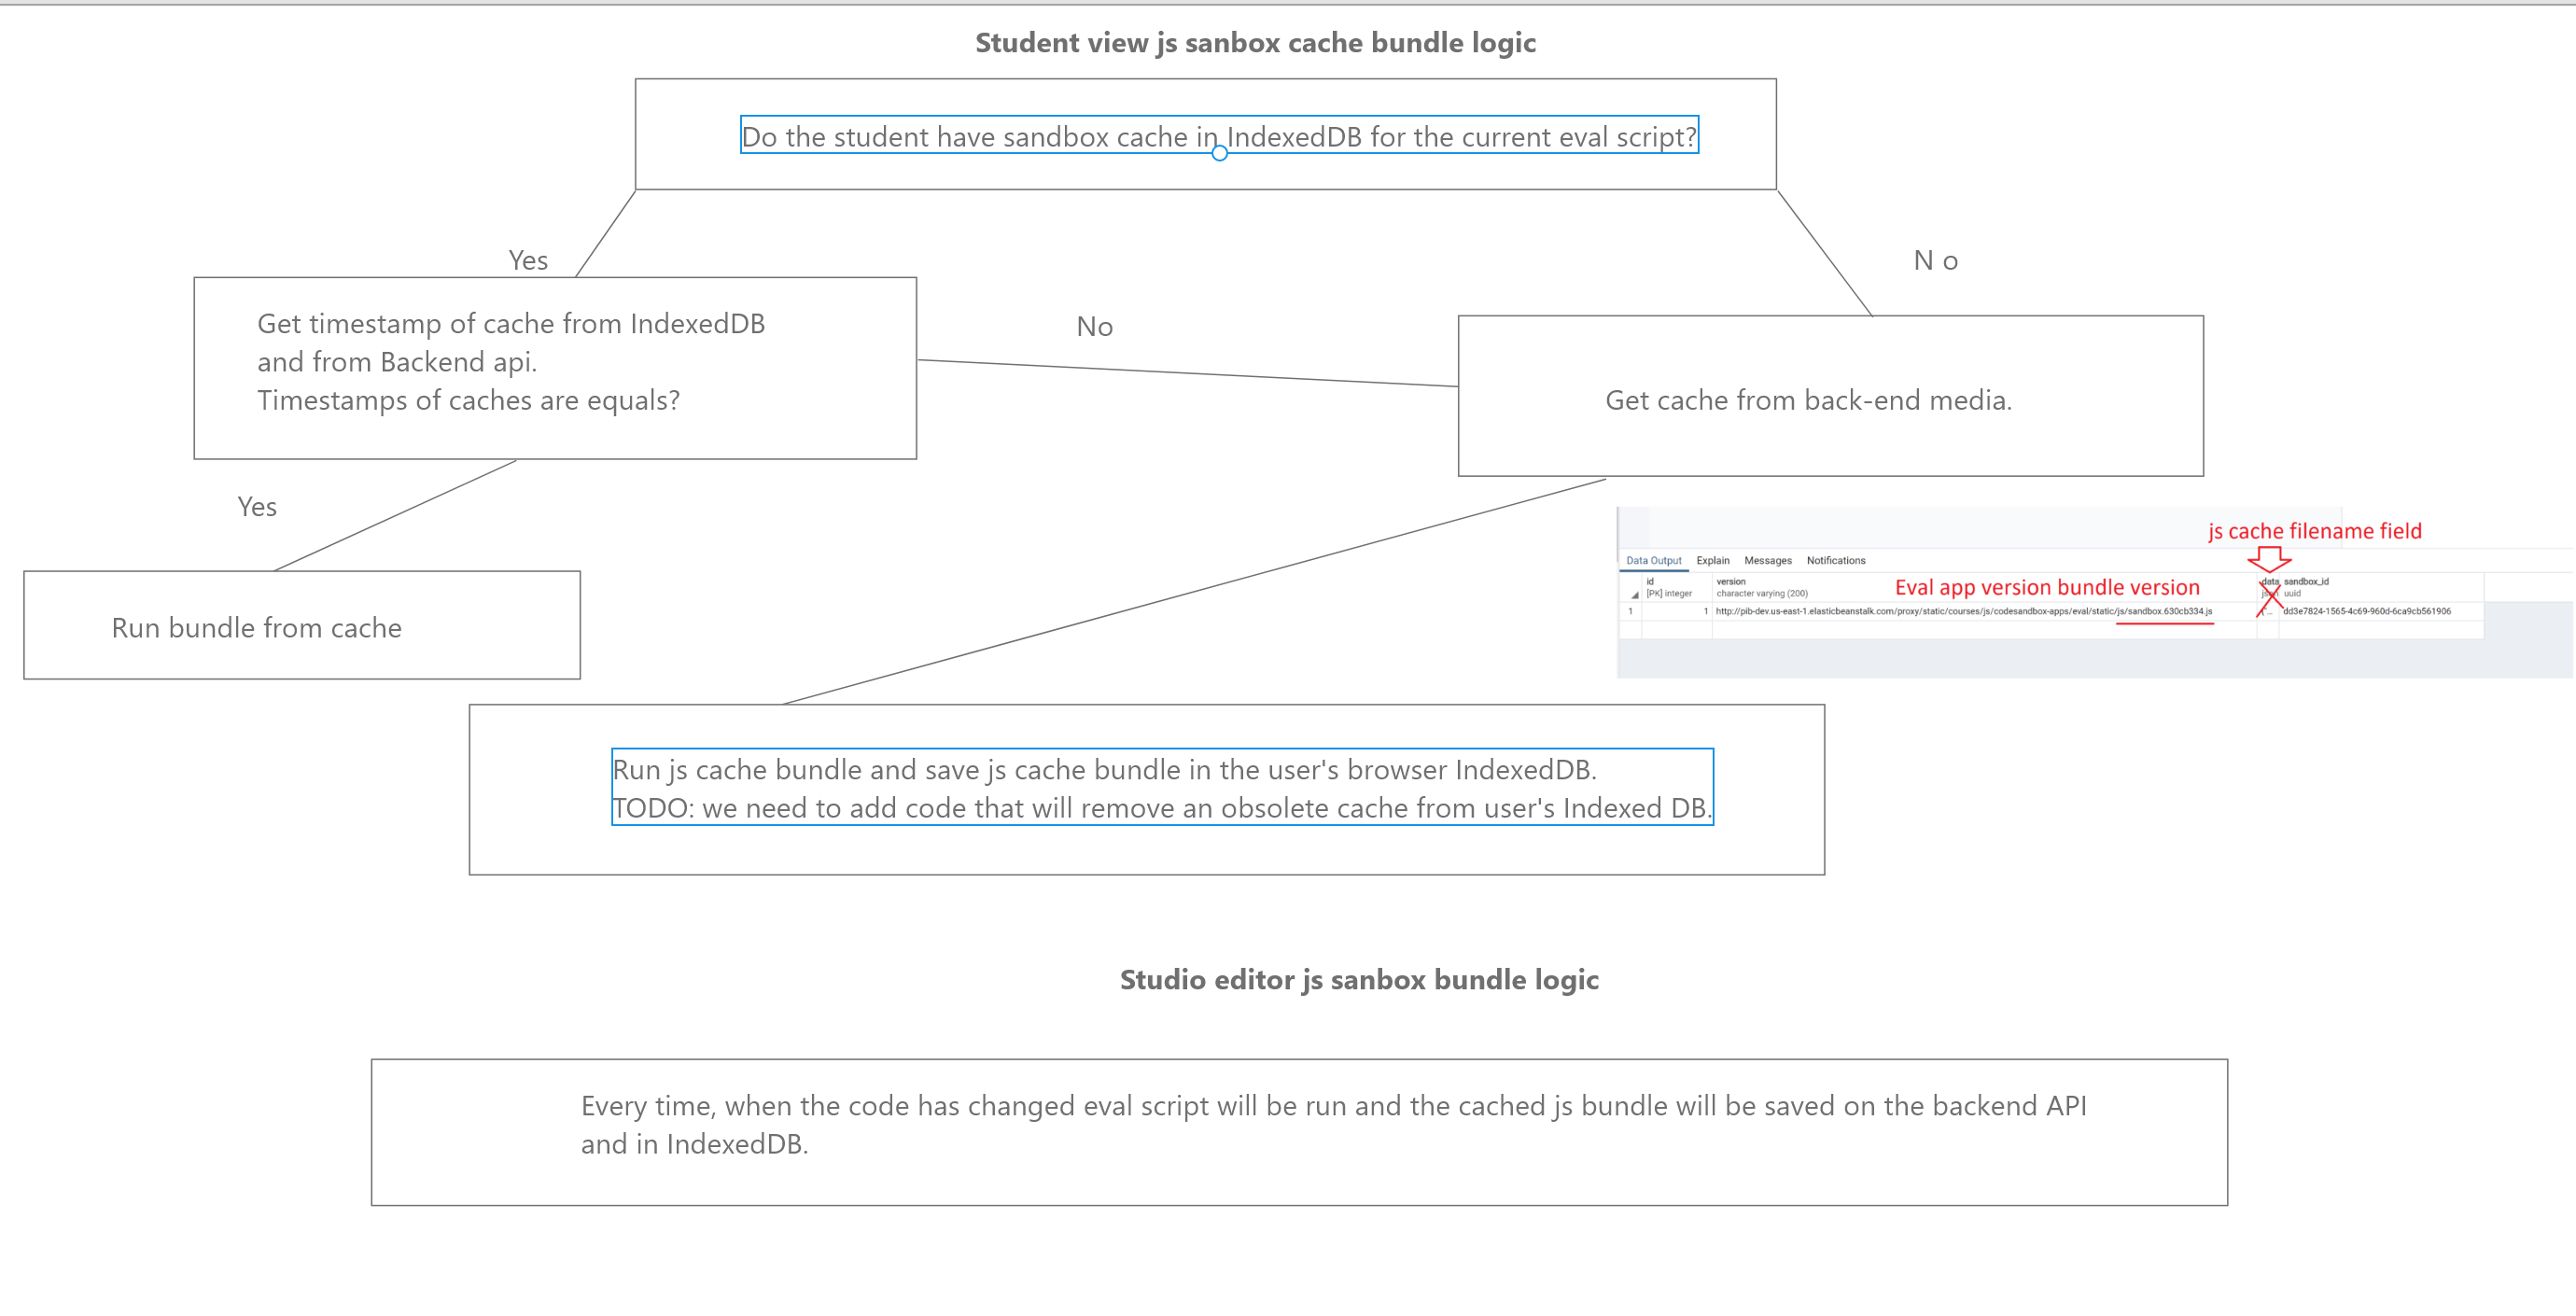 Student view js sanbox cache bundle logic
Do the student have sandbox cache in IndexedDB for the current eval script?
Yes
N o
Get timestamp of cache from IndexedDB
and from Backend api.
Timestamps of caches are equals?
No
Get cache from back-end media.
Yes
Run bundle from cache
js cache filename field
Data Output Explain Messages Notifications
id version data sandbox_id
[PK] integer character varying (200) Eval app version bundle version json uuid
1 1 http://pib-dev.us-east-1.elasticbeanstalk.com/proxy/static/courses/js/codesandbox-apps/eval/static/js/sandbox.630cb334.js dd3e7824-1565-4c69-960d-6ca9cb561906
Run js cache bundle and save js cache bundle in the user's browser IndexedDB.
TODO: we need to add code that will remove an obsolete cache from user's Indexed DB.
Studio editor js sanbox bundle logic
Every time, when the code has changed eval script will be run and the cached js bundle will be saved on the backend API
and in IndexedDB.